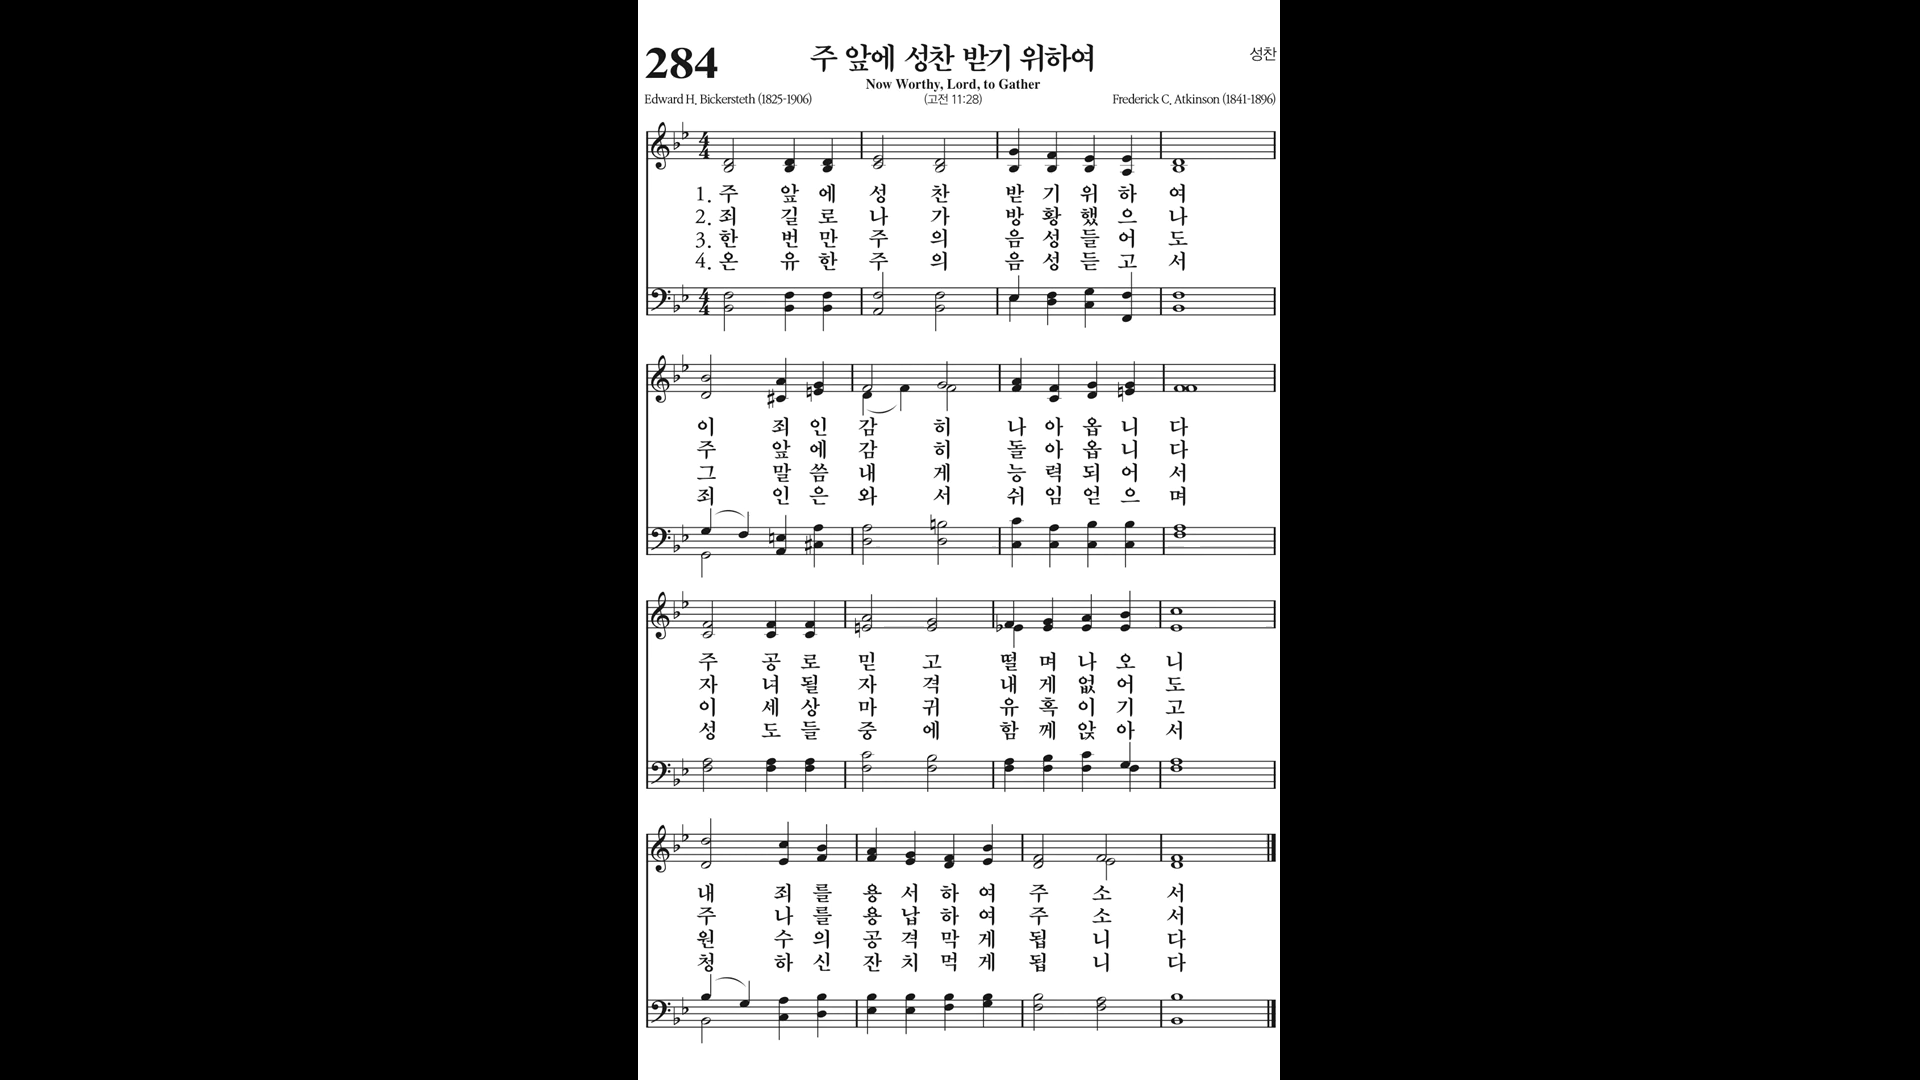 284
주 앞에 성찬 받기 위하여
성찬
Now Worthy, Lord, to Gather
Edward H. Bickersteth (1825-1906)
(고전 11:28)
Frederick C. Atkinson (1841-1896)
1. 주 앞 에 성 찬 받 기 위 하 여
2. 죄 길 로 나 가 방 황 했 으 나
3. 한 번 만 주 의 음 성 들 어 도
4. 온 유 한 주 의 음 성 듣 고 서
이 죄 인 감 히 나 아 옵 니 다
주 앞 에 감 히 돌 아 옵 니 다
그 말 씀 내 게 능 력 되 어 서
죄 인 은 와 서 쉬 임 얻 으 며
주 공 로 믿 고 떨 며 나 오 니
자 녀 될 자 격 내 게 없 어 도
이 세 상 마 귀 유 혹 이 기 고
성 도 들 중 에 함 께 앉 아 서
내 죄 를 용 서 하 여 주 소 서
주 나 를 용 납 하 여 주 소 서
원 수 의 공 격 막 게 됩 니 다
청 하 신 잔 치 먹 게 됩 니 다